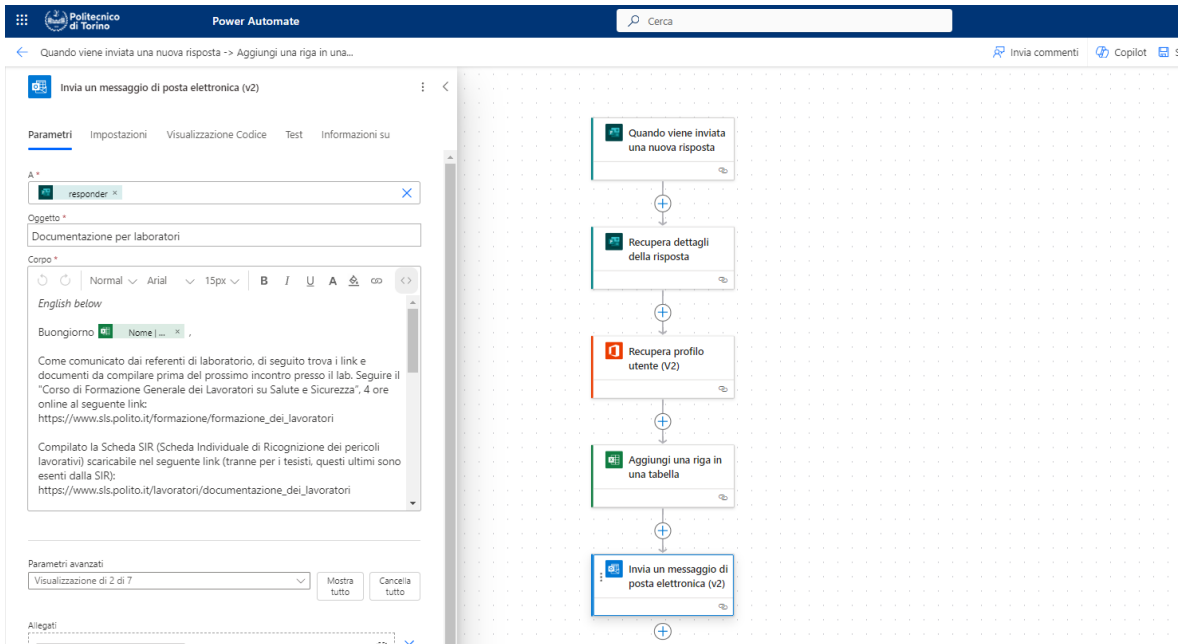 Politecnico
di Torino
Power Automate
Cerca
Quando viene inviata una nuova risposta -> Aggiungi una riga in una...
Invia commenti
Copilot
Invia un messaggio di posta elettronica (v2)
Parametri
Impostazioni
Visualizzazione Codice
Test
Informazioni su
A *
responder ×
Oggetto *
Documentazione per laboratori
Corpo *
Normal
Arial
15px
B I U A
English below
Buongiorno Nome | ... × ,
Come comunicato dai referenti di laboratorio, di seguito trova i link e
documenti da compilare prima del prossimo incontro presso il lab. Seguire il
"Corso di Formazione Generale dei Lavoratori su Salute e Sicurezza", 4 ore
online al seguente link:
https://www.sls.polito.it/formazione/formazione_dei_lavoratori
Compilato la Scheda SIR (Scheda Individuale di Ricognizione dei pericoli
lavorativi) scaricabile nel seguente link (tranne per i tesisti, questi ultimi sono
esenti dalla SIR):
https://www.sls.polito.it/lavoratori/documentazione_dei_lavoratori
Parametri avanzati
Visualizzazione di 2 di 7
Mostra
tutto
Cancella
tutto
Allegati
Quando viene inviata
una nuova risposta
Recupera dettagli
della risposta
Recupera profilo
utente (V2)
Aggiungi una riga in
una tabella
Invia un messaggio di
posta elettronica (v2)